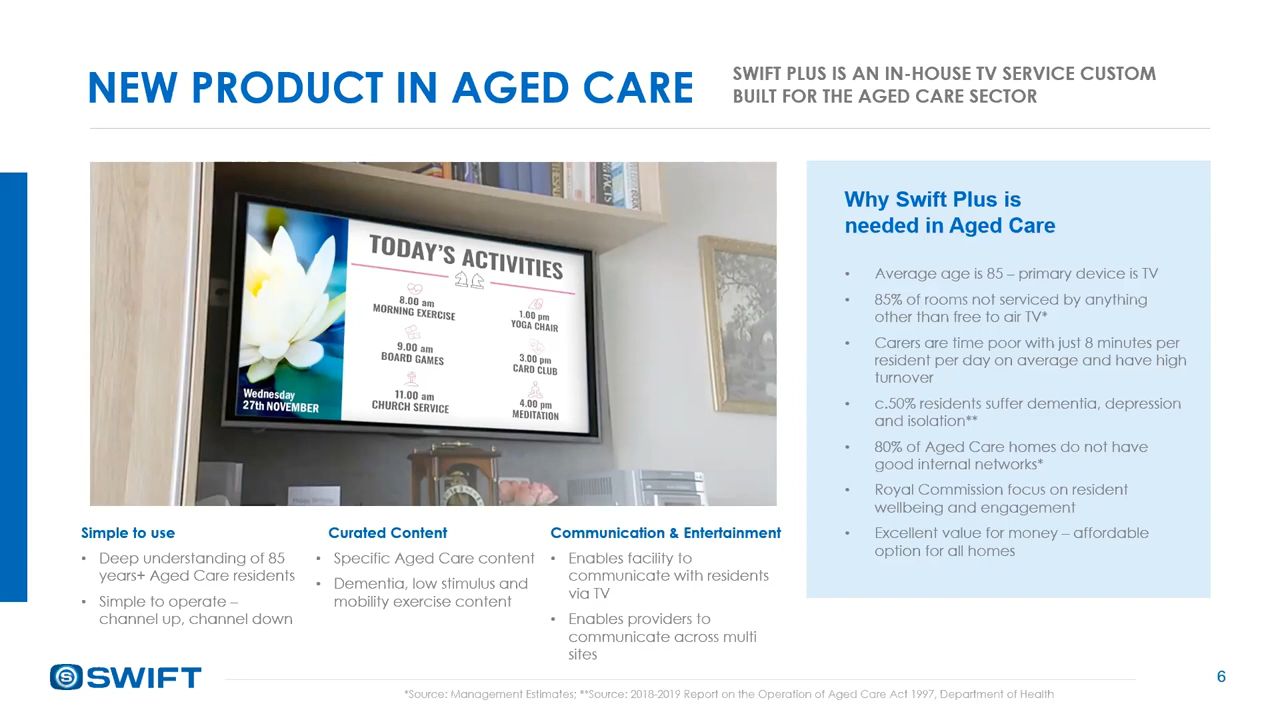 NEW PRODUCT IN AGED CARE
SWIFT PLUS IS AN IN-HOUSE TV SERVICE CUSTOM
BUILT FOR THE AGED CARE SECTOR
TODAY'S ACTIVITIES
8.00 am
MORNING EXERCISE
9.00 am
BOARD GAMES
11.00 am
CHURCH SERVICE
1.00 pm
YOGA CHAIR
3.00 pm
CARD CLUB
4.00 pm
MEDITATION
Wednesday
27th NOVEMBER
Simple to use
• Deep understanding of 85
years+ Aged Care residents
• Simple to operate –
channel up, channel down
Curated Content
• Specific Aged Care content
• Dementia, low stimulus and
mobility exercise content
Communication & Entertainment
• Enables facility to
communicate with residents
via TV
• Enables providers to
communicate across multi
sites
Why Swift Plus is
needed in Aged Care
• Average age is 85 – primary device is TV
• 85% of rooms not serviced by anything
other than free to air TV*
• Carers are time poor with just 8 minutes per
resident per day on average and have high
turnover
• c.50% residents suffer dementia, depression
and isolation**
• 80% of Aged Care homes do not have
good internal networks*
• Royal Commission focus on resident
wellbeing and engagement
• Excellent value for money – affordable
option for all homes
S SWIFT
*Source: Management Estimates; **Source: 2018-2019 Report on the Operation of Aged Care Act 1997, Department of Health
6